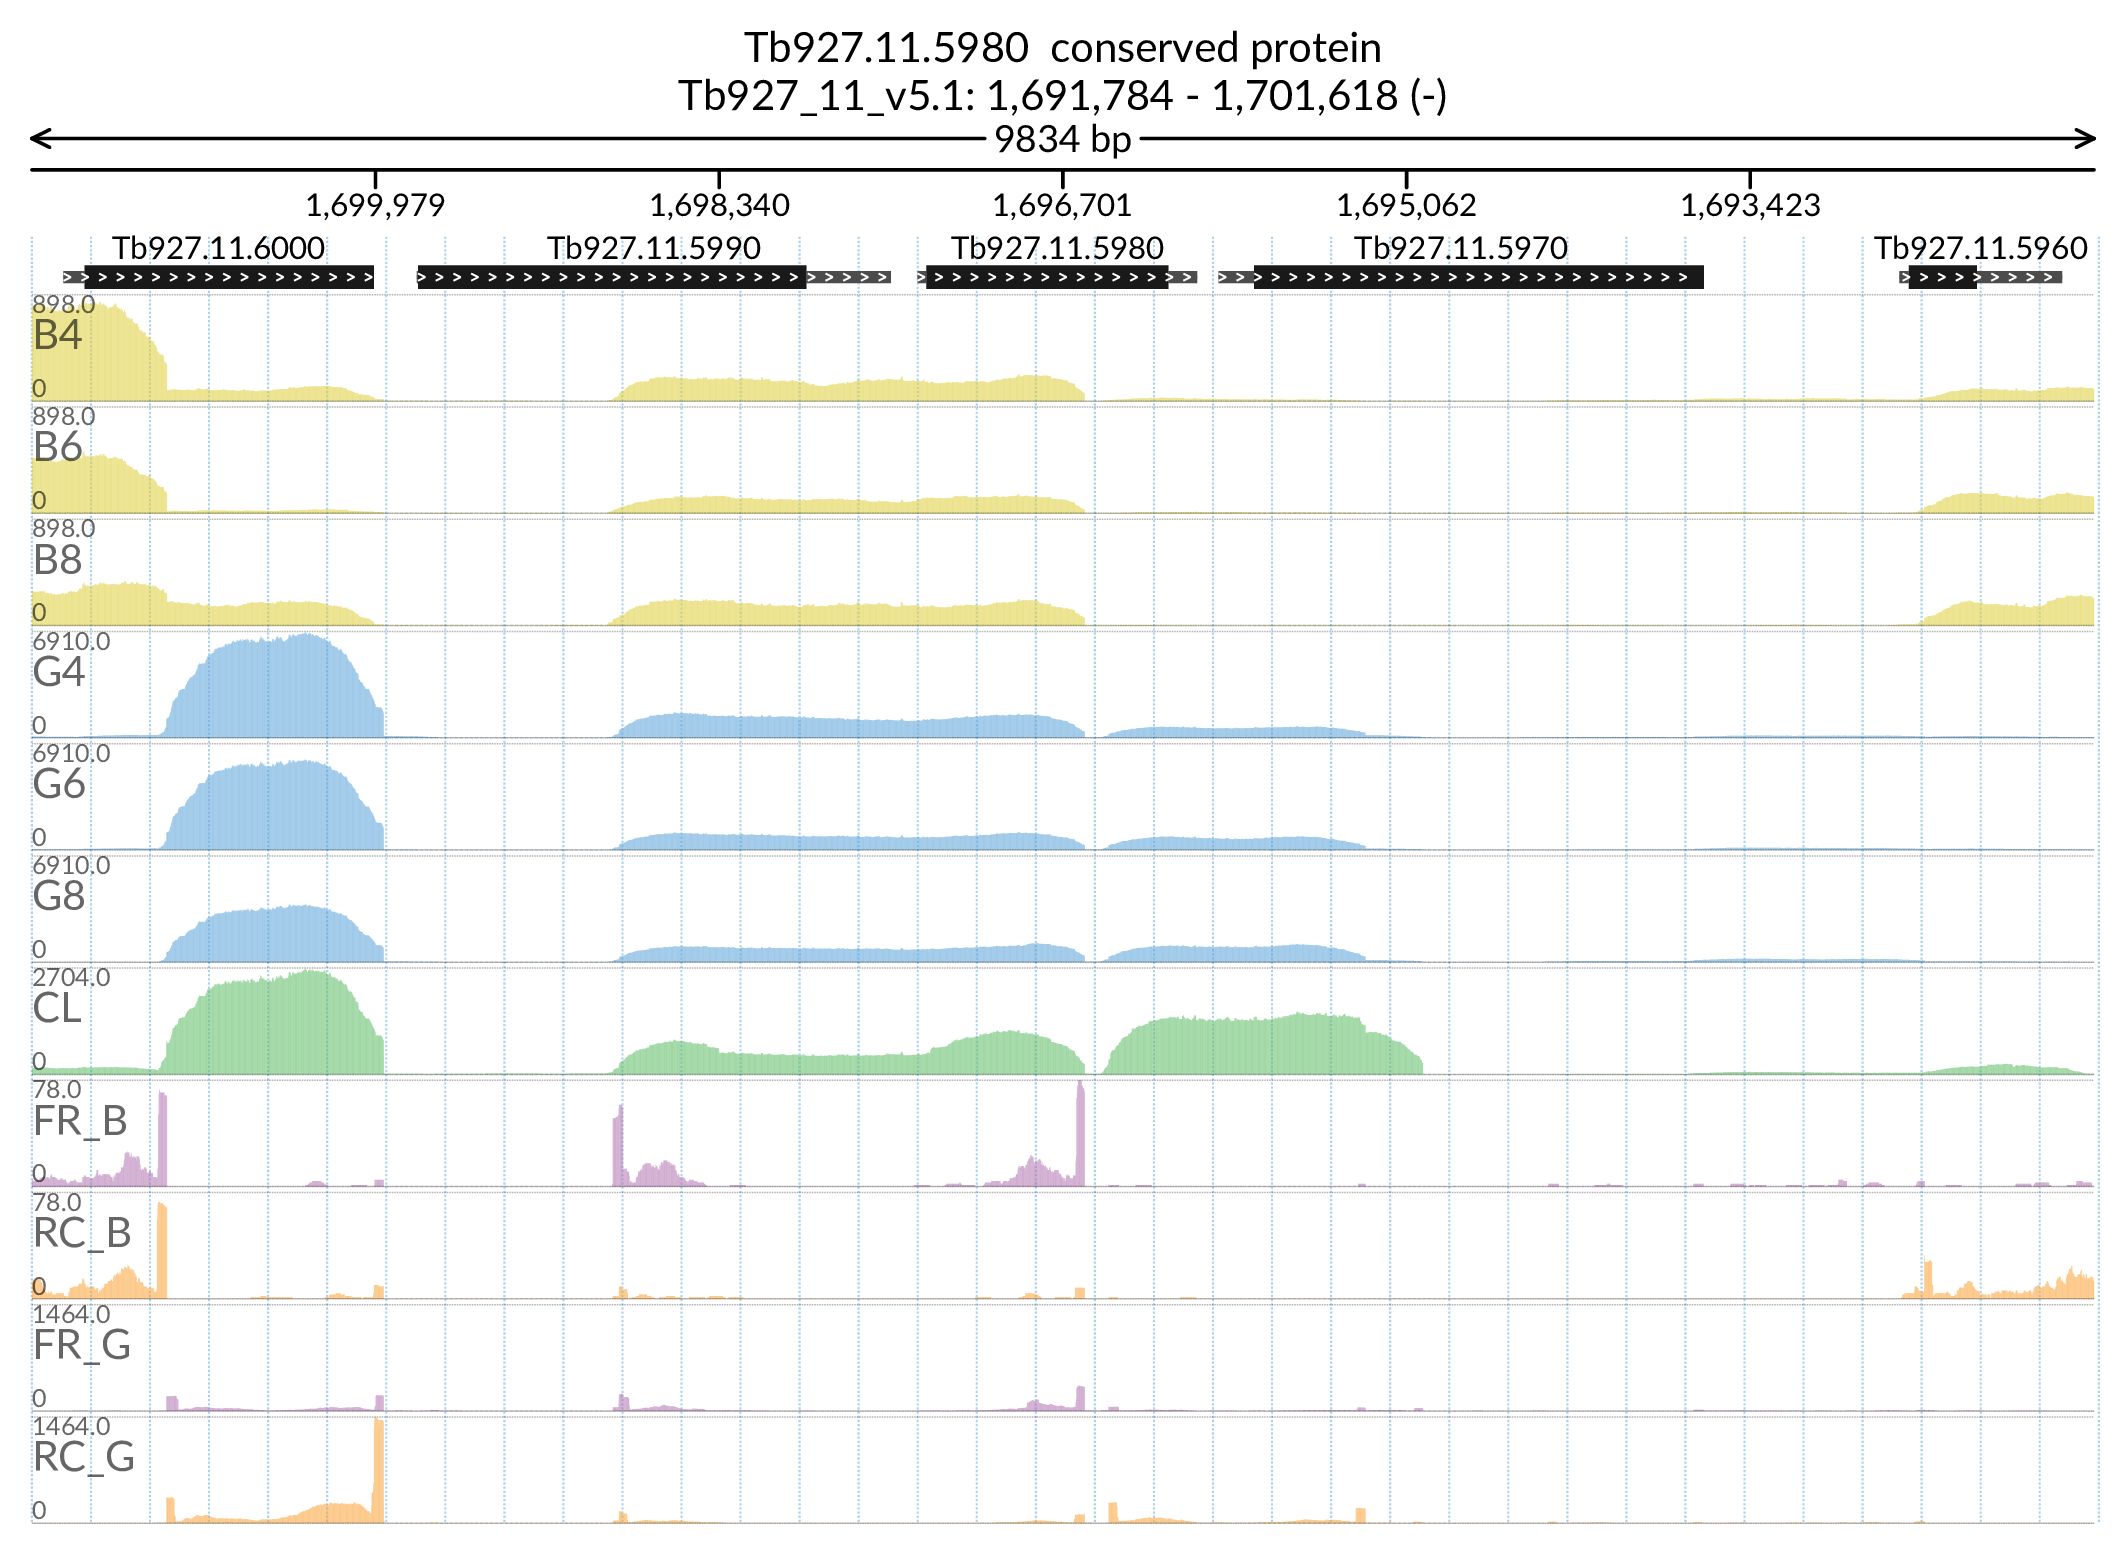 Tb927.11.5980  conserved protein
Tb927_11_v5.1: 1,691,784 - 1,701,618 (-)
9834 bp
1,699,979 1,698,340 1,696,701 1,695,062 1,693,423
Tb927.11.6000 Tb927.11.5990 Tb927.11.5980 Tb927.11.5970 Tb927.11.5960
898.0
B4
0
898.0
B6
0
898.0
B8
0
6910.0
G4
0
6910.0
G6
0
6910.0
G8
0
2704.0
CL
0
78.0
FR_B
0
78.0
RC_B
0
1464.0
FR_G
0
1464.0
RC_G
0